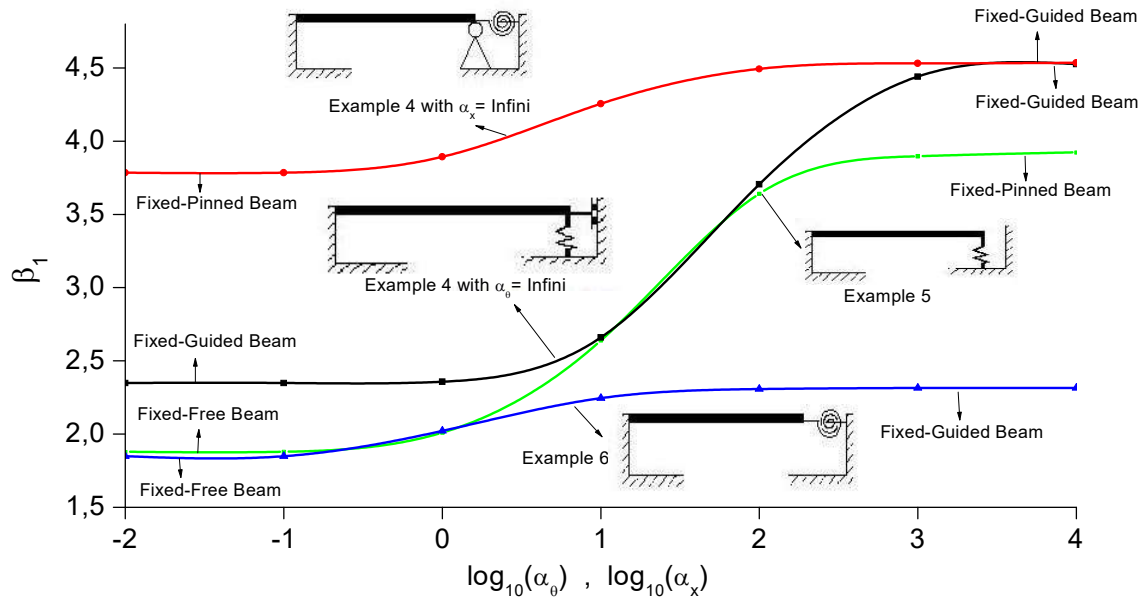 Fixed-Guided Beam
4,5
Fixed-Guided Beam
Example 4 with αx= Infini
4,0
Fixed-Pinned Beam
Fixed-Pinned Beam
3,5
β1
3,0
Example 4 with αθ= Infini
Example 5
Fixed-Guided Beam
2,5
Fixed-Free Beam
2,0
Fixed-Guided Beam
Example 6
Fixed-Free Beam
1,5
-2 -1 0 1 2 3 4
log10(αθ) , log10(αx)